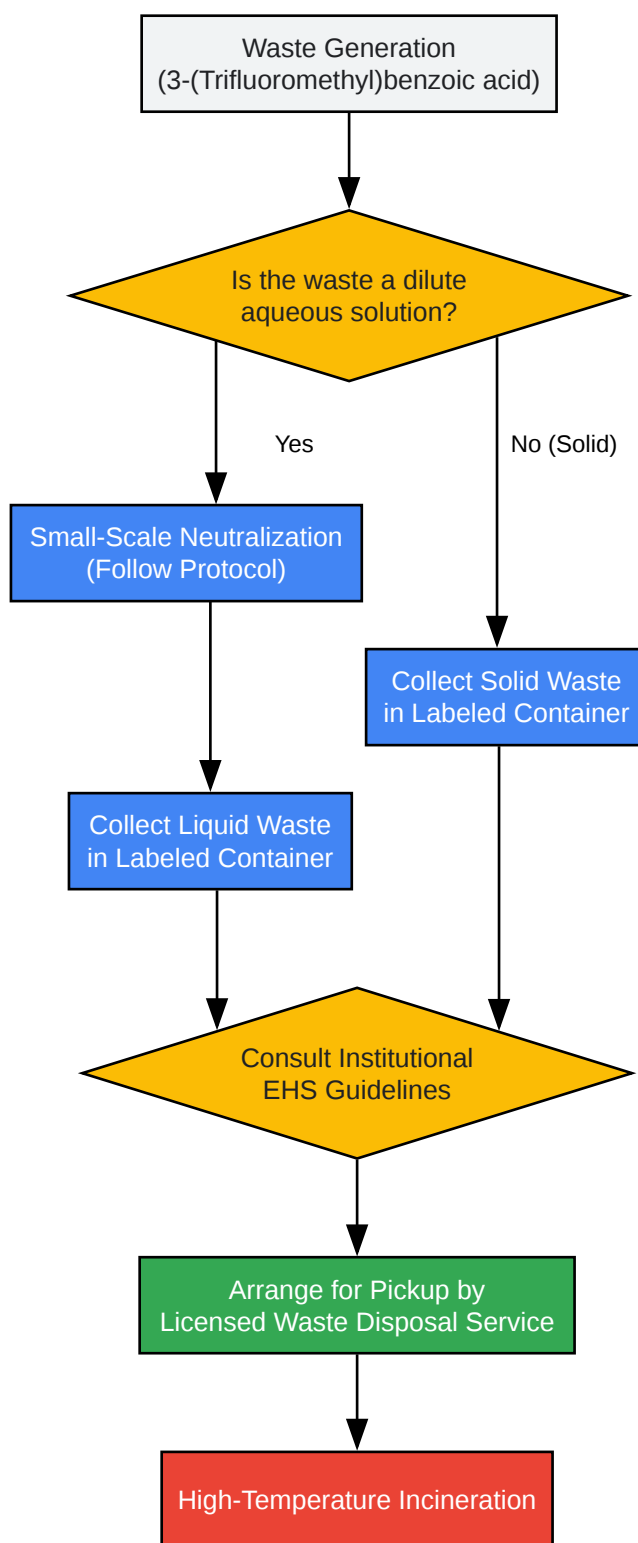 Waste Generation
(3-(Trifluoromethyl)benzoic acid)
Is the waste a dilute
aqueous solution?
Yes
No (Solid)
Small-Scale Neutralization
(Follow Protocol)
Collect Solid Waste
in Labeled Container
Collect Liquid Waste
in Labeled Container
Consult Institutional
EHS Guidelines
Arrange for Pickup by
Licensed Waste Disposal Service
High-Temperature Incineration